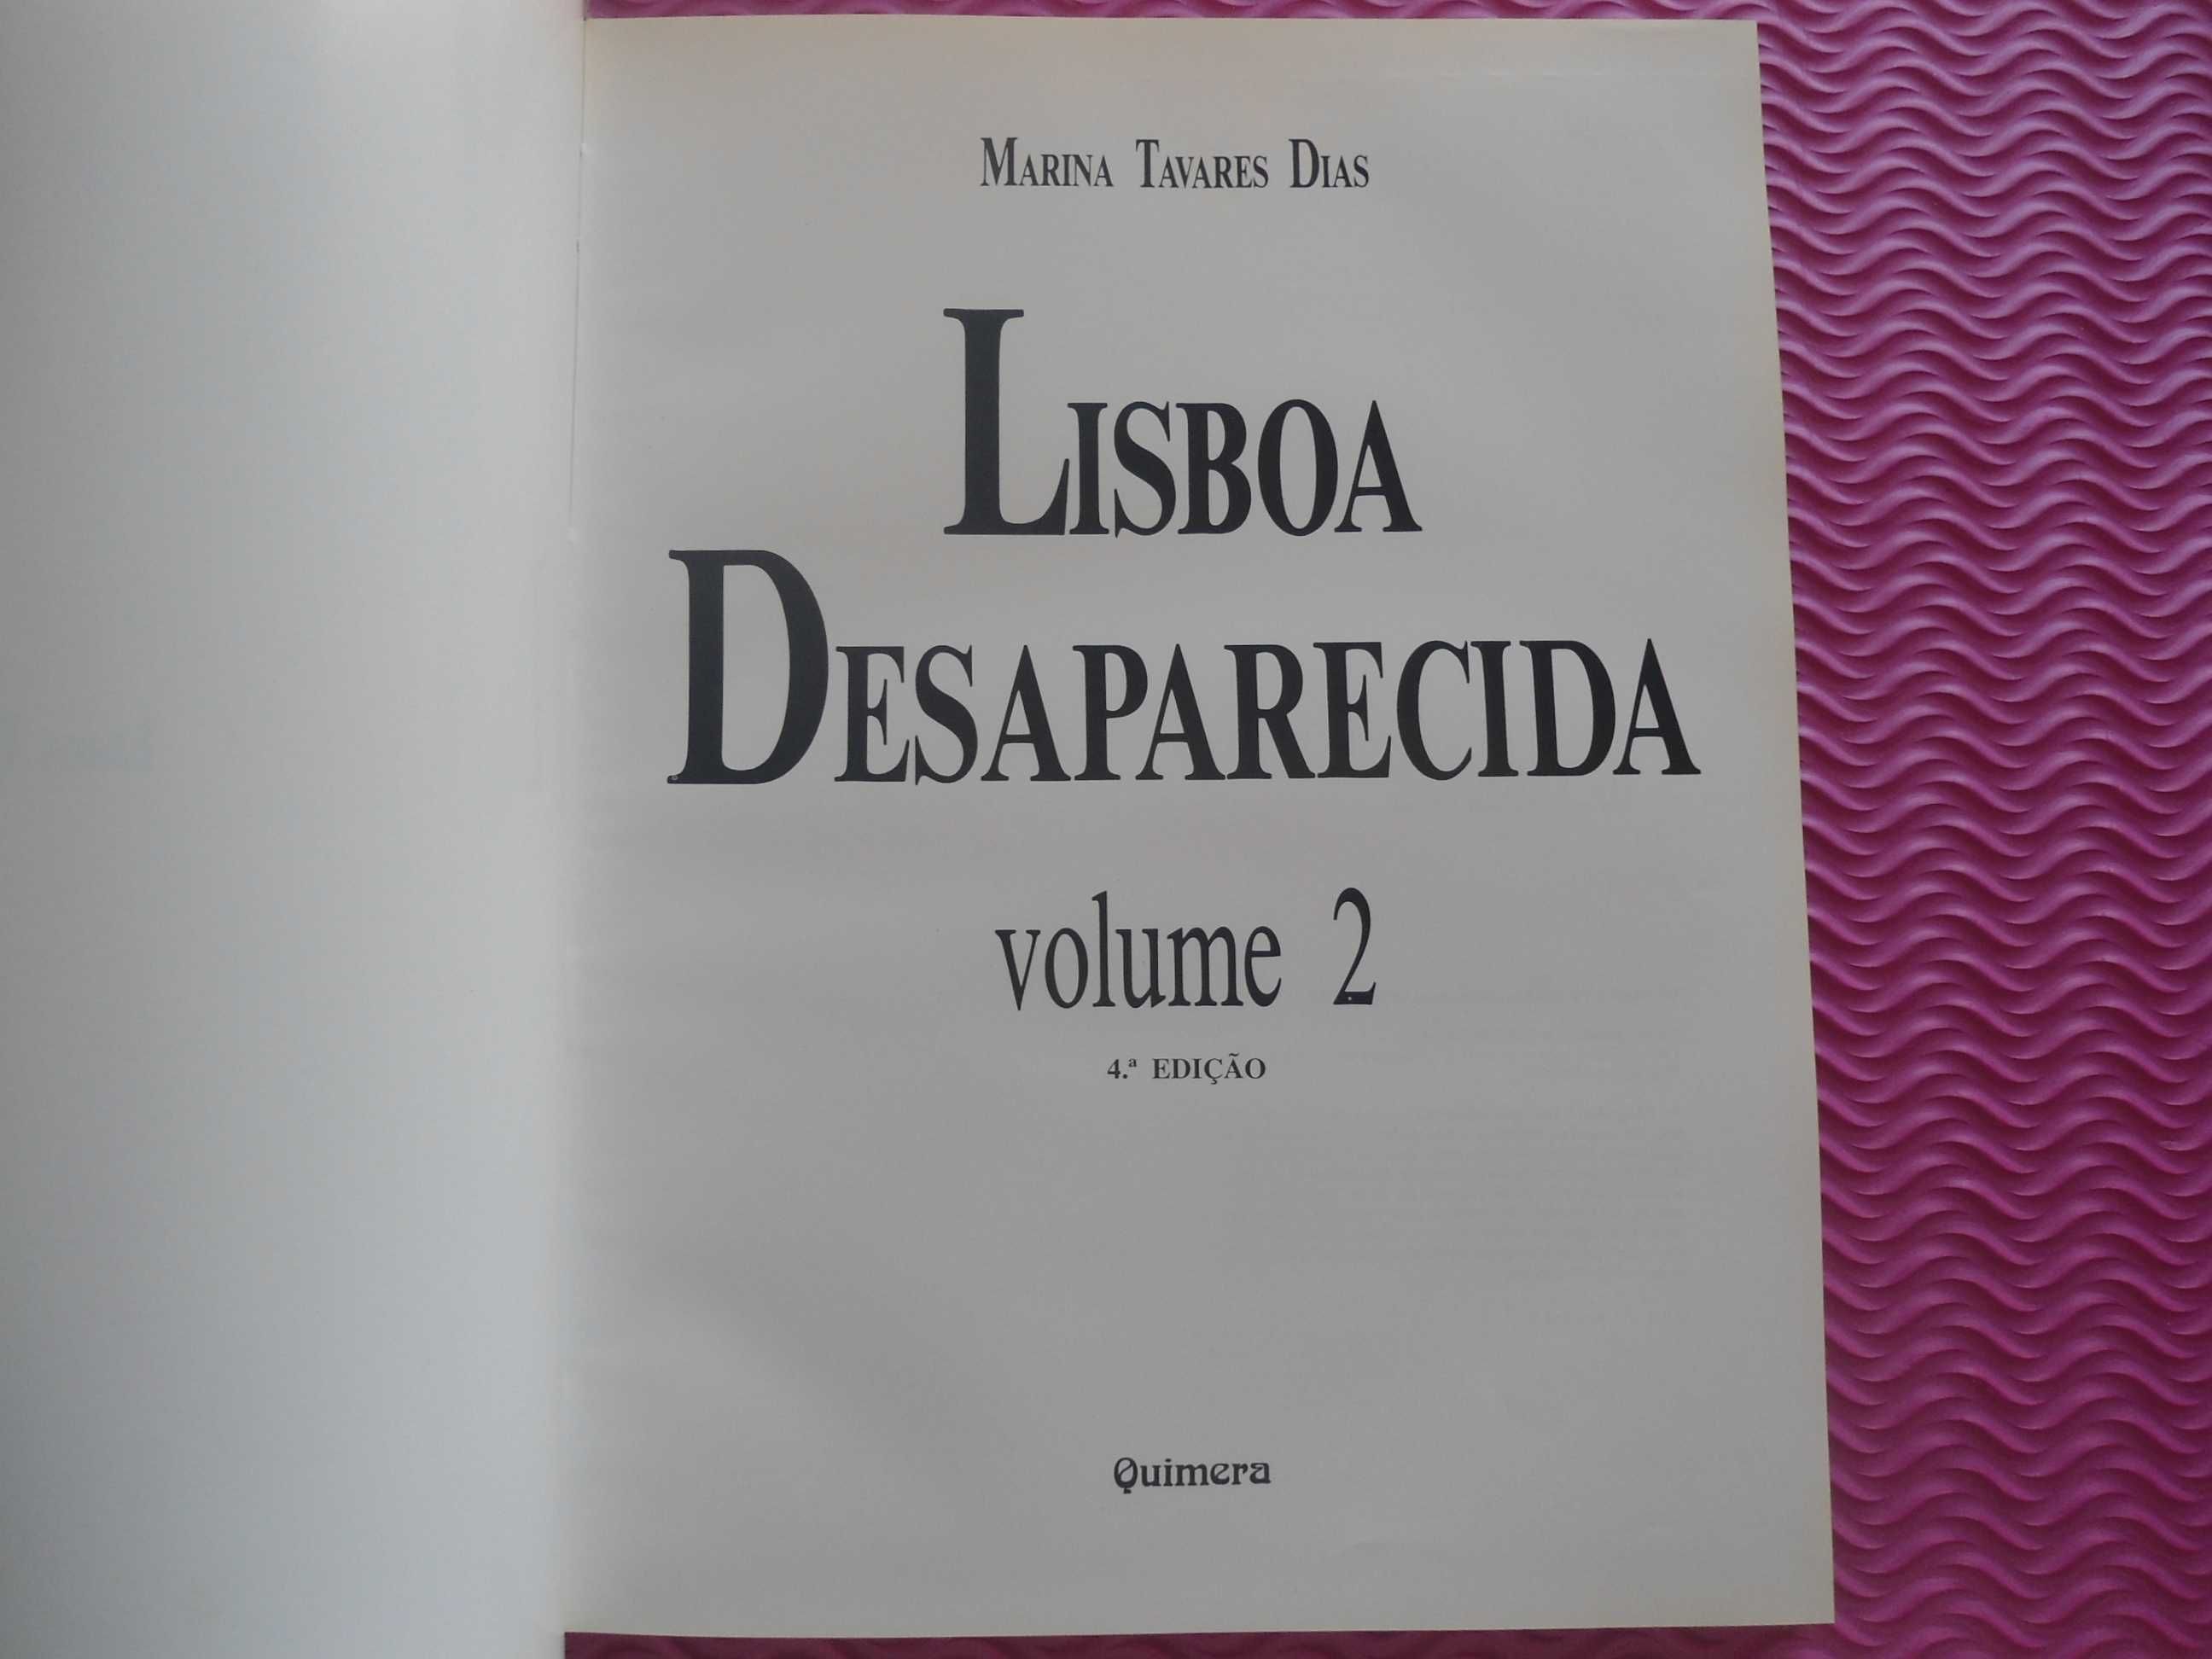 MARINA TAVARES DIAS
LISBOA
DESAPARECIDA
volume 2
4.ª EDIÇÃO
Quimera